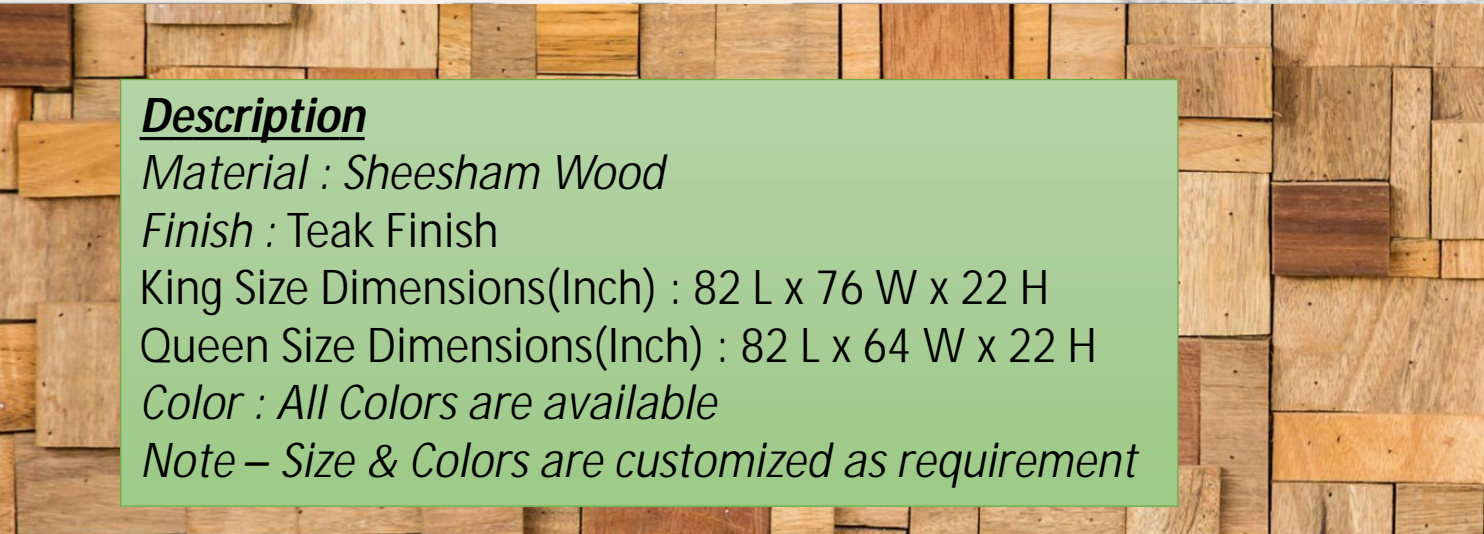 Description
Material : Sheesham Wood
Finish : Teak Finish
King Size Dimensions(Inch) : 82 L x 76 W x 22 H
Queen Size Dimensions(Inch) : 82 L x 64 W x 22 H
Color : All Colors are available
Note – Size & Colors are customized as requirement